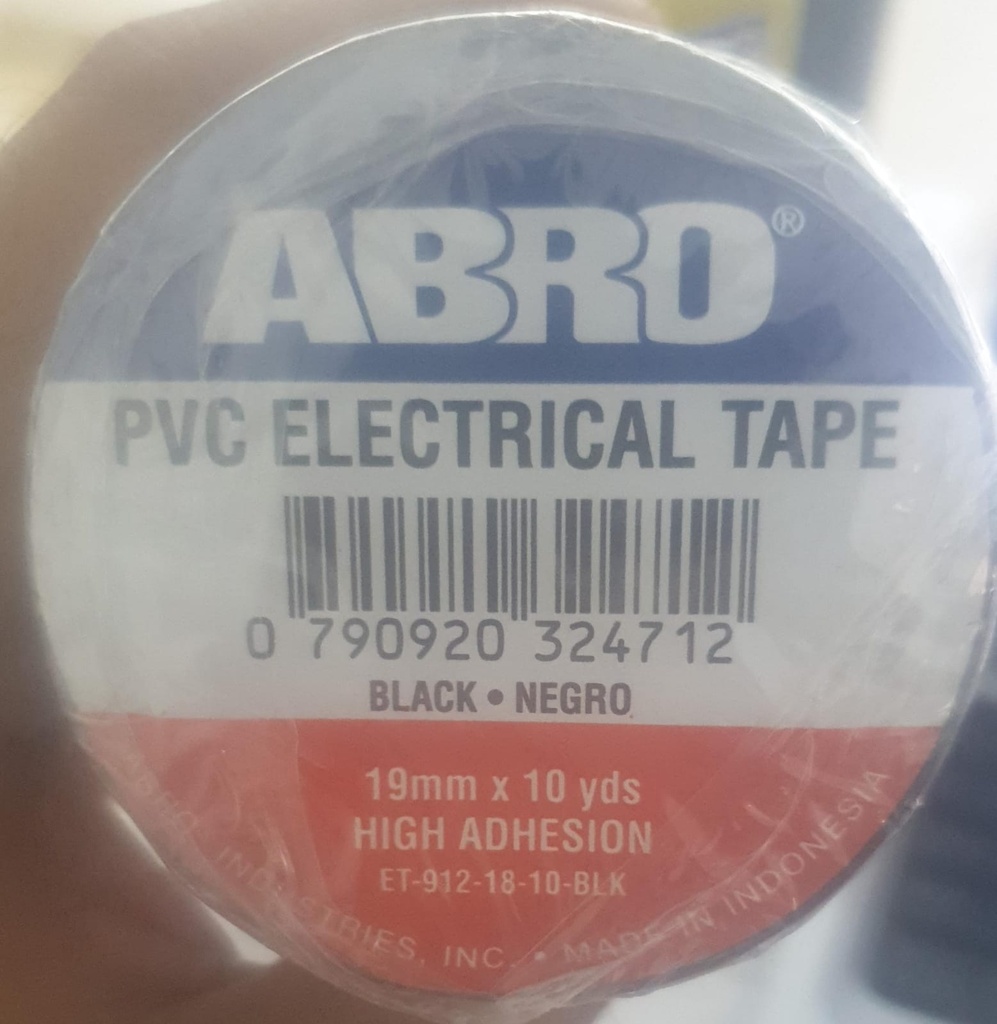 ABRO®
PVC ELECTRICAL TAPE
0 790920 324712
BLACK • NEGRO
19mm x 10 yds
HIGH ADHESION
ET-912-18-10-BLK
INDUSTRIES, INC. • MADE IN INDONESIA